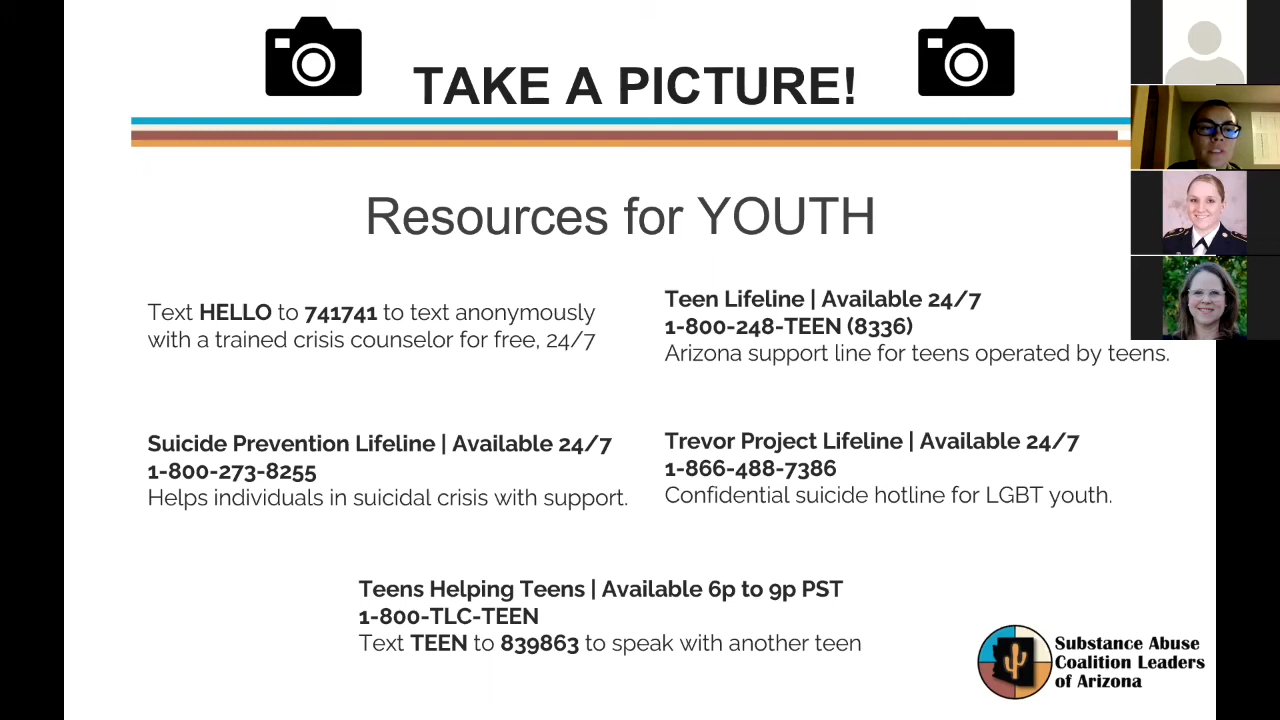 TAKE A PICTURE!
Resources for YOUTH
Text HELLO to 741741 to text anonymously
with a trained crisis counselor for free, 24/7
Teen Lifeline | Available 24/7
1-800-248-TEEN (8336)
Arizona support line for teens operated by teens.
Suicide Prevention Lifeline | Available 24/7
1-800-273-8255
Helps individuals in suicidal crisis with support.
Trevor Project Lifeline | Available 24/7
1-866-488-7386
Confidential suicide hotline for LGBT youth.
Teens Helping Teens | Available 6p to 9p PST
1-800-TLC-TEEN
Text TEEN to 839863 to speak with another teen
Substance Abuse
Coalition Leaders
of Arizona